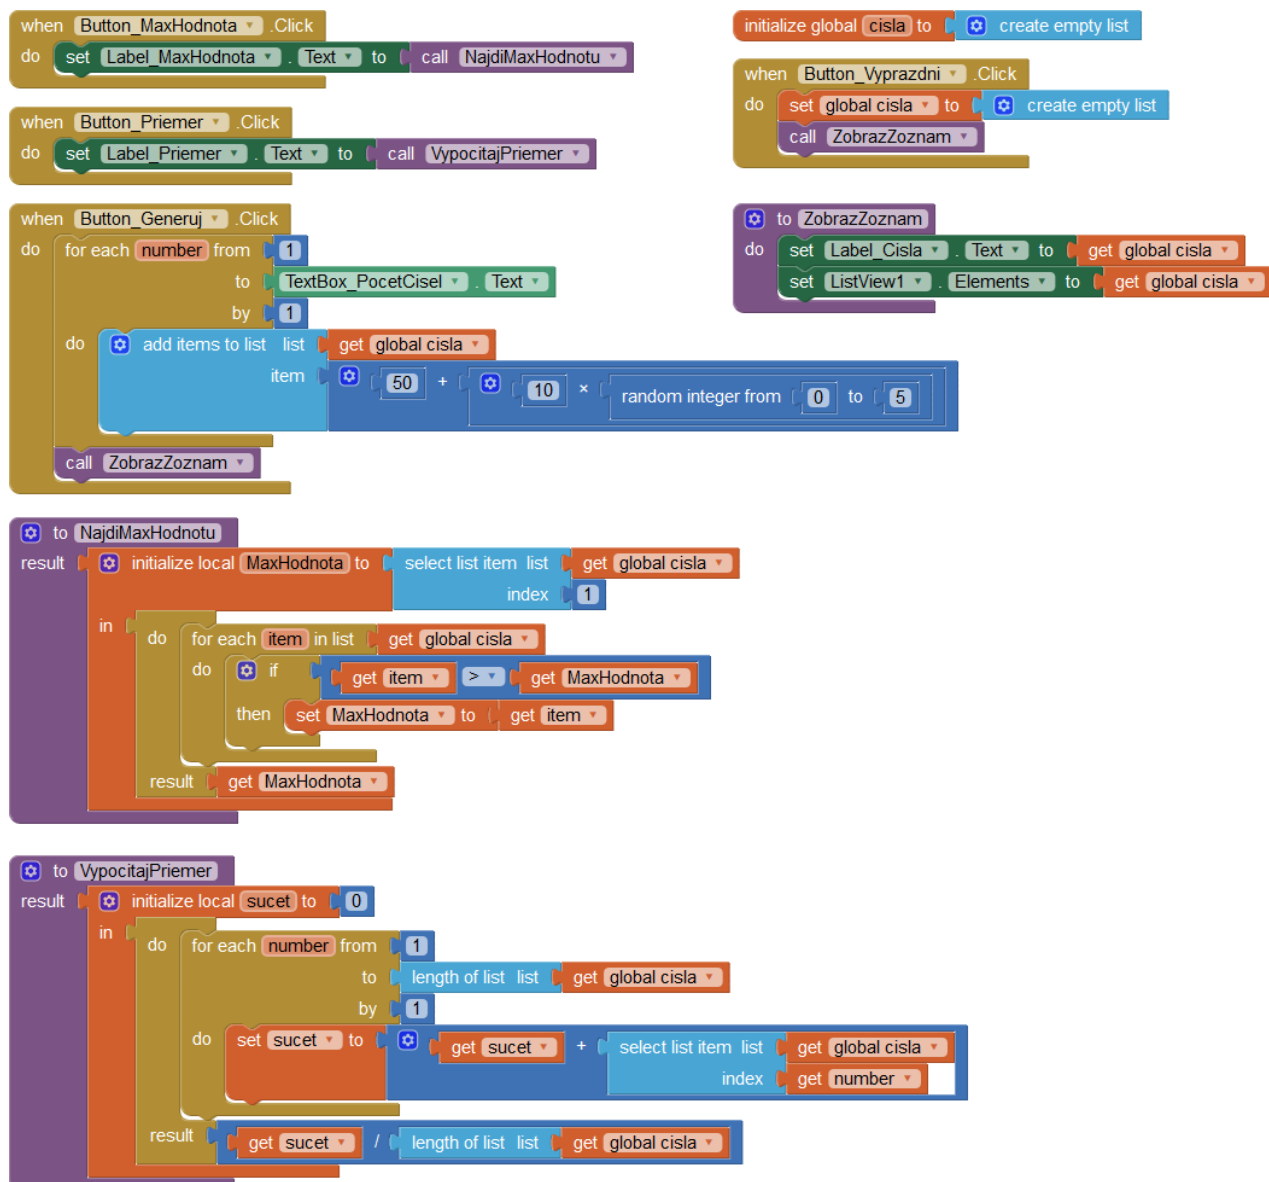 when Button_MaxHodnota .Click
do set Label_MaxHodnota . Text to call NajdiMaxHodnotu
when Button_Priemer .Click
do set Label_Priemer . Text to call VypocitajPriemer
when Button_Generuj .Click
do for each number from 1
to TextBox_PocetCisel . Text
by 1
do add items to list list get global cisla
item 50 + 10 × random integer from 0 to 5
call ZobrazZoznam
initialize global cisla to create empty list
when Button_Vyprazdni .Click
do set global cisla to create empty list
call ZobrazZoznam
to ZobrazZoznam
do set Label_Cisla . Text to get global cisla
set ListView1 . Elements to get global cisla
to NajdiMaxHodnotu
result initialize local MaxHodnota to select list item list get global cisla
index 1
in do for each item in list get global cisla
do if get item > get MaxHodnota
then set MaxHodnota to get item
result get MaxHodnota
to VypocitajPriemer
result initialize local sucet to 0
in do for each number from 1
to length of list list get global cisla
by 1
do set sucet to get sucet + select list item list get global cisla
index get number
result get sucet / length of list list get global cisla